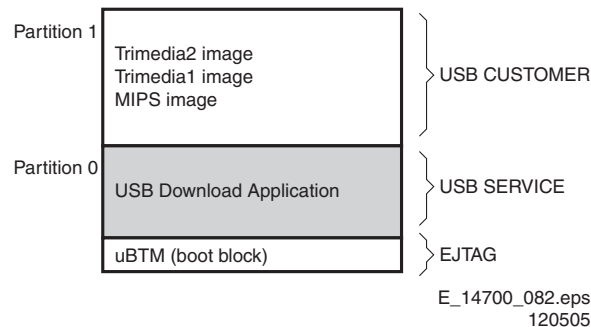 Partition 1
Trimedia2 image
Trimedia1 image
MIPS image
USB CUSTOMER
Partition 0
USB Download Application
USB SERVICE
uBTM (boot block)
EJTAG
E_14700_082.eps
120505